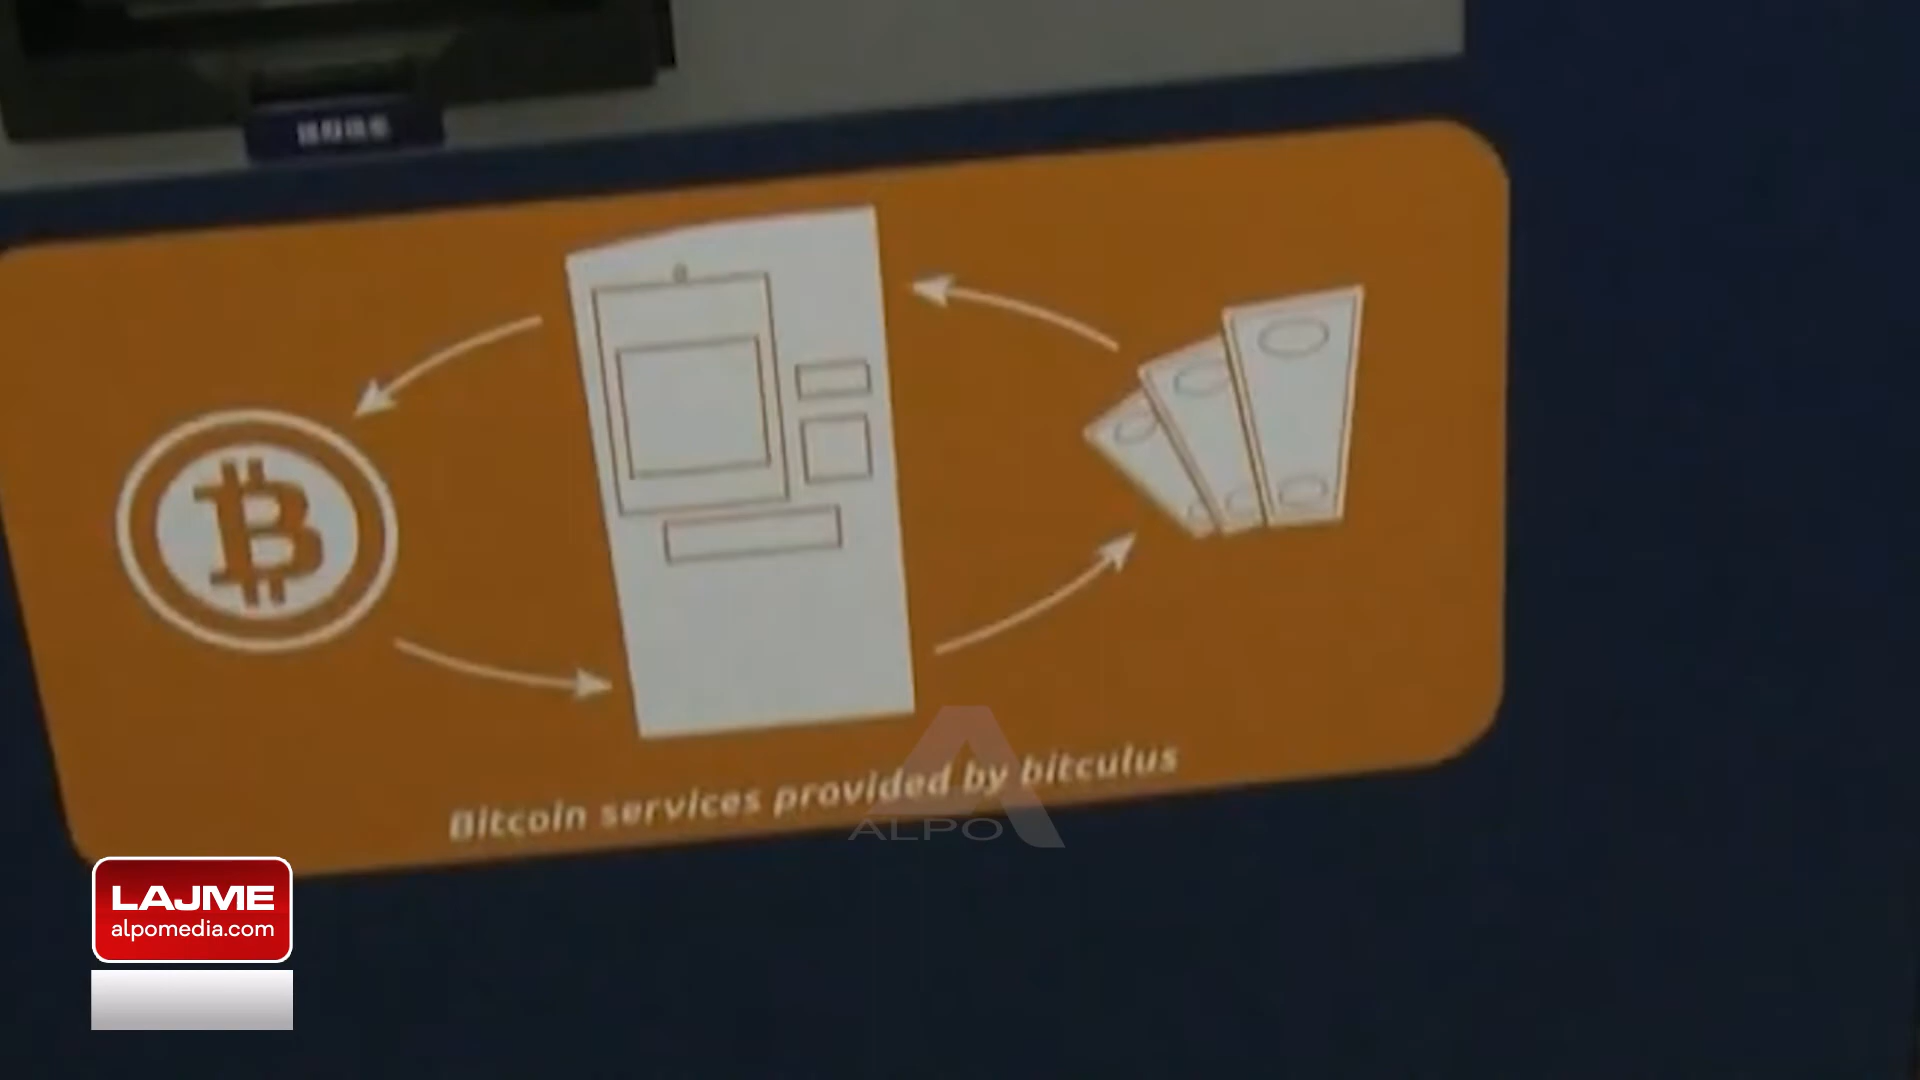 Bitcoin services provided by bitculus
ALPO
LAJME
alpomedia.com